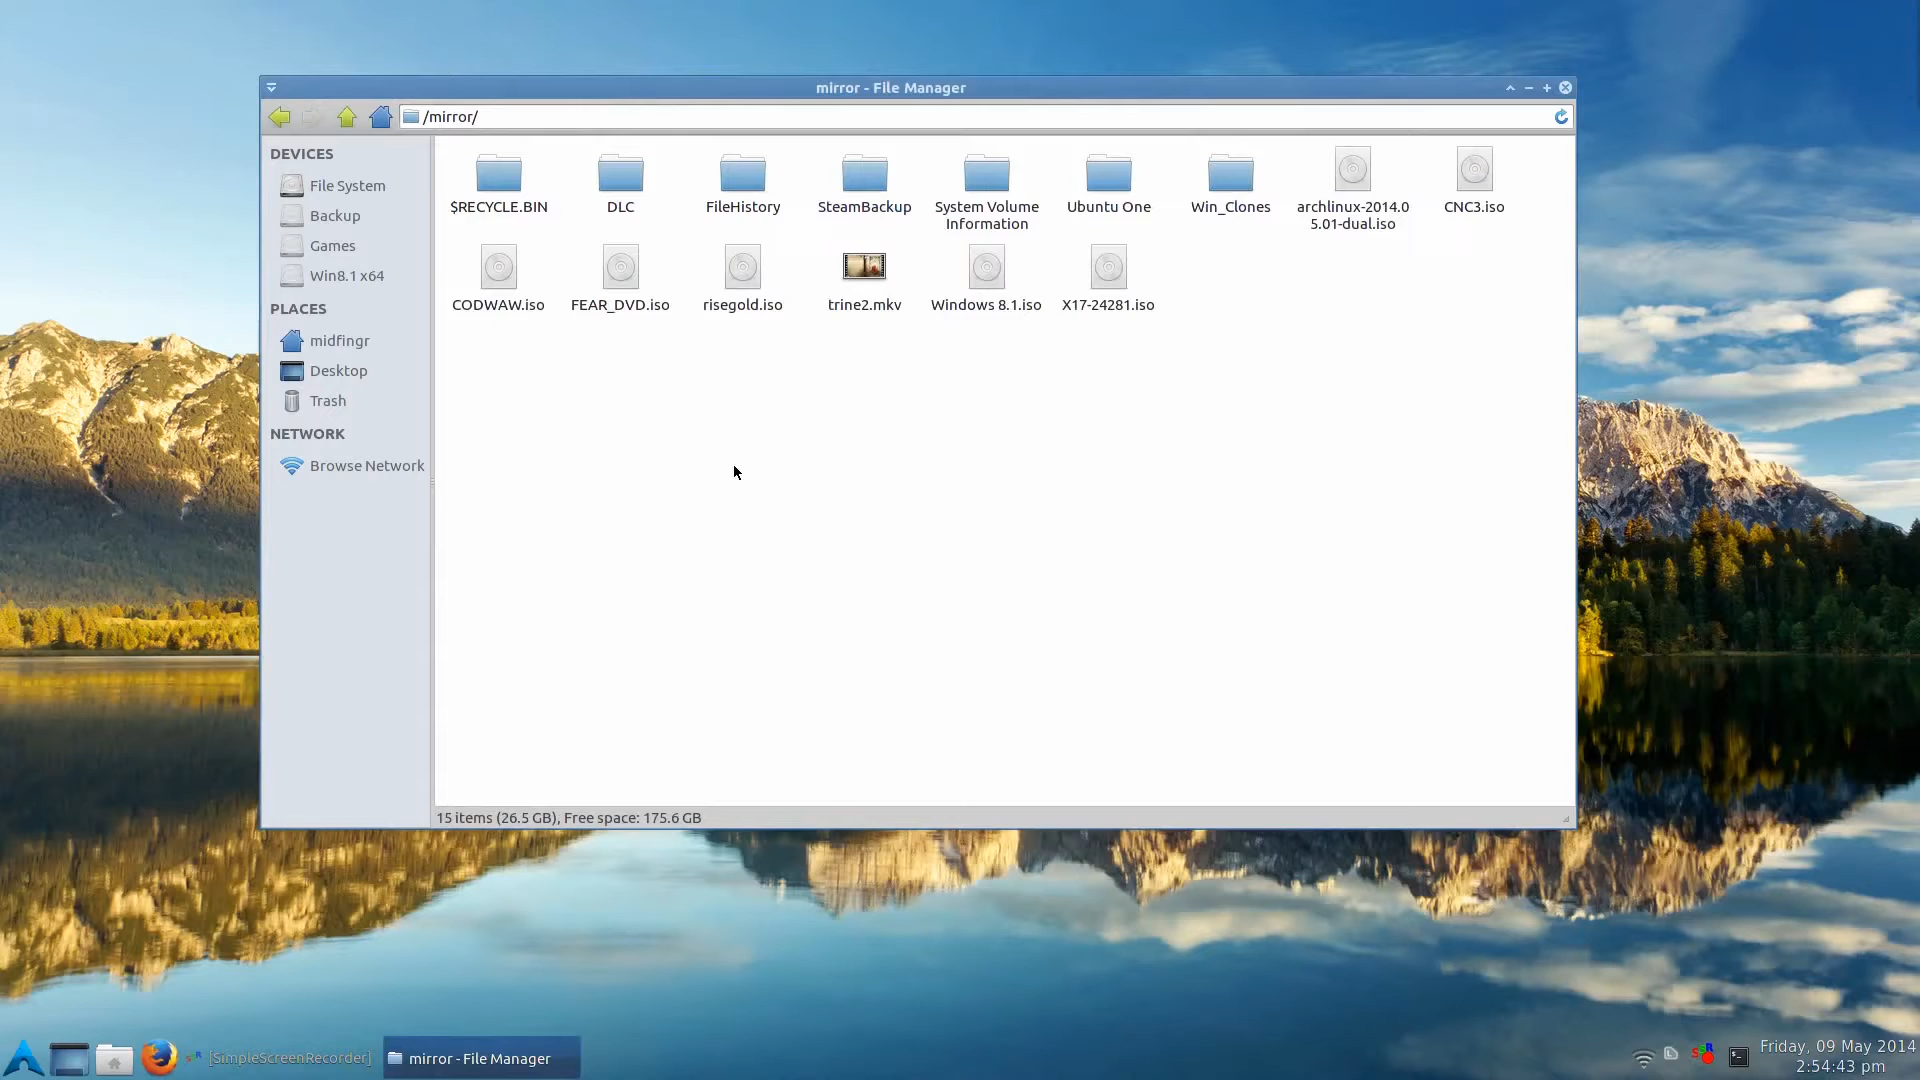 mirror - File Manager
/mirror/
DEVICES
File System
Backup
Games
Win8.1 x64
PLACES
midfingr
Desktop
Trash
NETWORK
Browse Network
$RECYCLE.BIN
DLC
FileHistory
SteamBackup
System Volume
Information
Ubuntu One
Win_Clones
archlinux-2014.0
5.01-dual.iso
CNC3.iso
CODWAW.iso
FEAR_DVD.iso
risegold.iso
trine2.mkv
Windows 8.1.iso
X17-24281.iso
15 items (26.5 GB), Free space: 175.6 GB
[SimpleScreenRecorder]
mirror - File Manager
Friday, 09 May 2014
2:54:43 pm